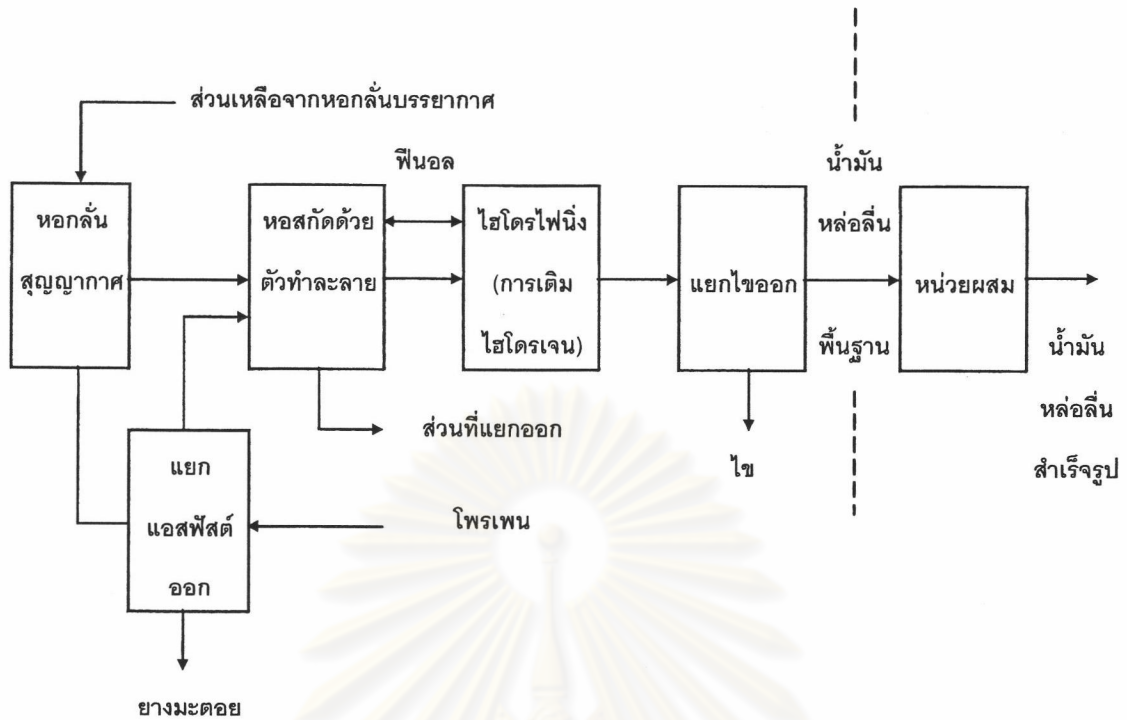 ส่วนเหลือจากหอกลั่นบรรยากาศ
ฟีนอล
หอกลั่น
สุญญากาศ
หอสกัดด้วย
ตัวทำละลาย
ไฮโดรไฟนิ่ง
(การเติม
ไฮโดรเจน)
แยกไขออก
น้ำมัน
หล่อลื่น
พื้นฐาน
หน่วยผสม
น้ำมัน
หล่อลื่น
สำเร็จรูป
ส่วนที่แยกออก
ไข
แยก
แอสฟัสต์
ออก
โพรเพน
ยางมะตอย